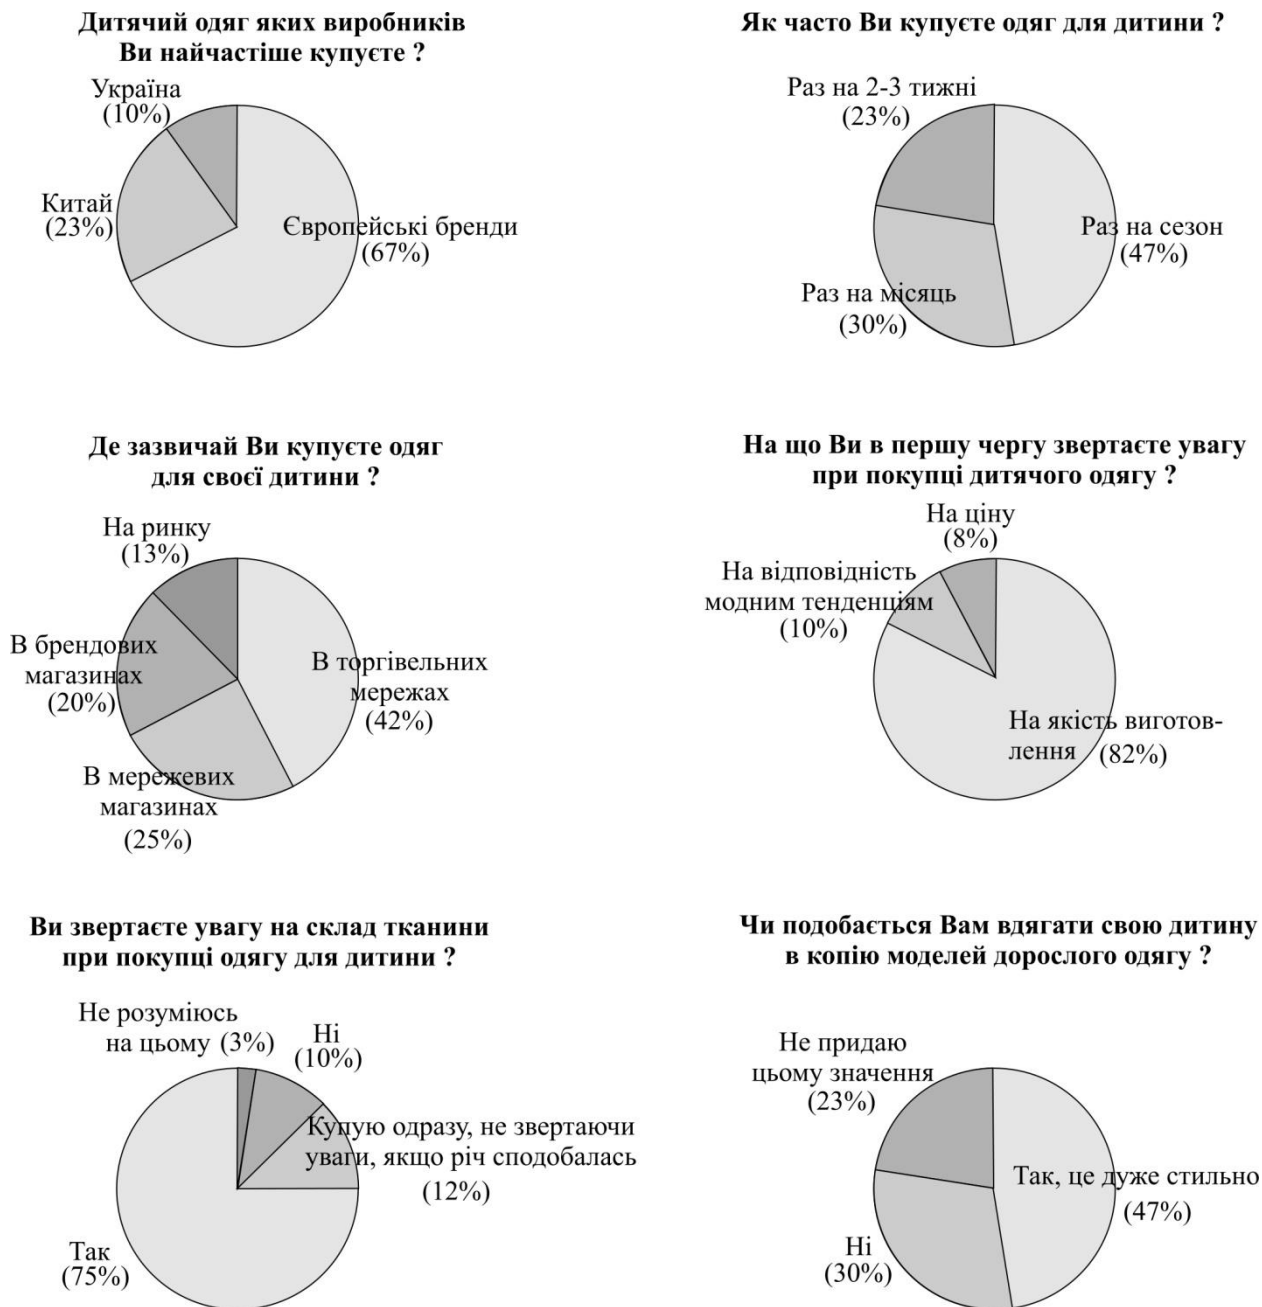 Дитячий одяг яких виробників
Ви найчастіше купуєте ?
Україна
(10%)
Китай
(23%)
Європейські бренди
(67%)
Як часто Ви купуєте одяг для дитини ?
Раз на 2-3 тижні
(23%)
Раз на сезон
(47%)
Раз на місяць
(30%)
Де зазвичай Ви купуєте одяг
для своєї дитини ?
На ринку
(13%)
В брендових
магазинах
(20%)
В торгівельних
мережах
(42%)
В мережевих
магазинах
(25%)
На що Ви в першу чергу звертаєте увагу
при покупці дитячого одягу ?
На ціну
(8%)
На відповідність
модним тенденціям
(10%)
На якість виготов-
лення (82%)
Ви звертаєте увагу на склад тканини
при покупці одягу для дитини ?
Не розуміюсь
на цьому (3%)
Ні
(10%)
Купую одразу, не звертаючи
уваги, якщо річ сподобалась
(12%)
Так
(75%)
Чи подобається Вам вдягати свою дитину
в копію моделей дорослого одягу ?
Не придаю
цьому значення
(23%)
Так, це дуже стильно
(47%)
Ні
(30%)